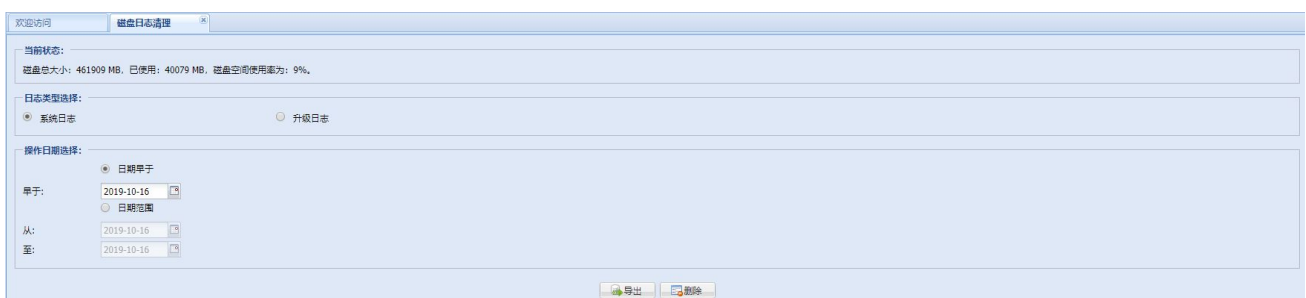 欢迎访问 磁盘日志清理
当前状态:
磁盘总大小: 461909 MB, 已使用: 40079 MB, 磁盘空间使用率为: 9%。
日志类型选择:
系统日志 升级日志
操作日期选择:
日期早于
早于: 2019-10-16
日期范围
从: 2019-10-16
至: 2019-10-16
导出 删除